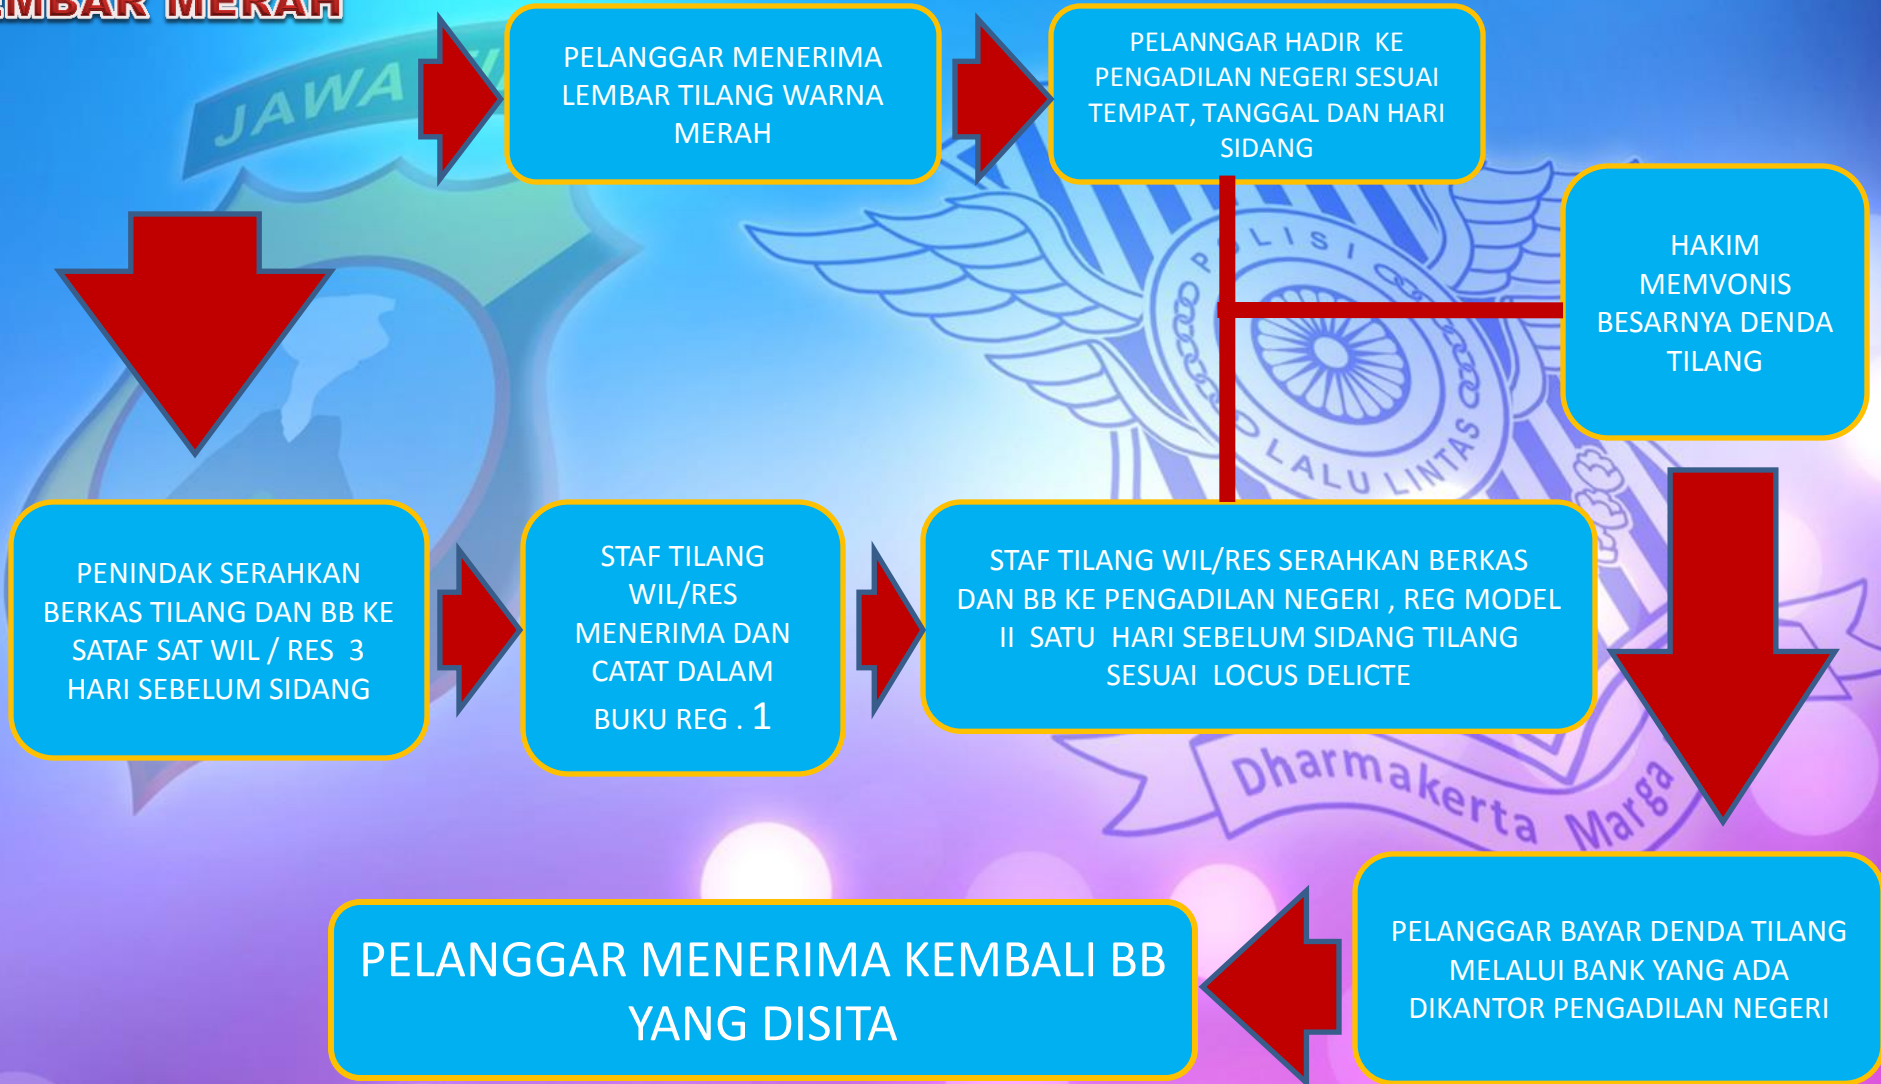 MERAH
PELANGGAR MENERIMA
LEMBAR TILANG WARNA
MERAH
PELANNGAR HADIR KE
PENGADILAN NEGERI SESUAI
TEMPAT, TANGGAL DAN HARI
SIDANG
JAWA
HAKIM
MEMVONIS
BESARNYA DENDA
TILANG
POLISI
LALU LINTAS
PENINDAK SERAHKAN
BERKAS TILANG DAN BB KE
SATAF SAT WIL / RES 3
HARI SEBELUM SIDANG
STAF TILANG
WIL/RES
MENERIMA DAN
CATAT DALAM
BUKU REG . 1
STAF TILANG WIL/RES SERAHKAN BERKAS
DAN BB KE PENGADILAN NEGERI , REG MODEL
II SATU HARI SEBELUM SIDANG TILANG
SESUAI LOCUS DELICTE
Dharmakerta Marga
PELANGGAR BAYAR DENDA TILANG
MELALUI BANK YANG ADA
DIKANTOR PENGADILAN NEGERI
PELANGGAR MENERIMA KEMBALI BB
YANG DISITA